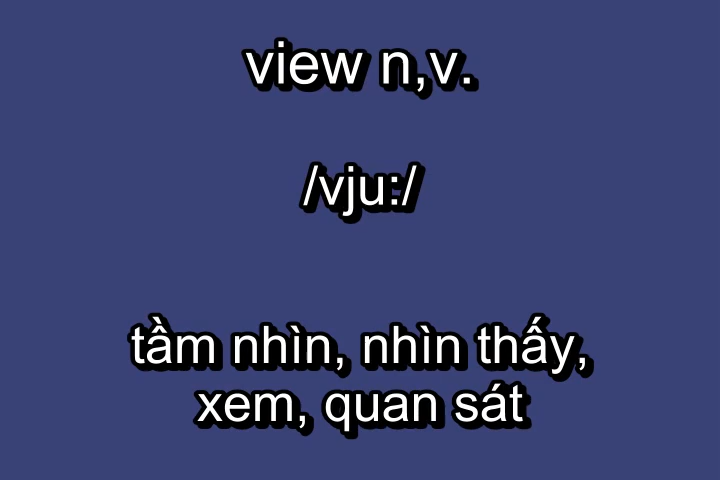 view n,v.
/vju:/
tầm nhìn, nhìn thấy,
xem, quan sát